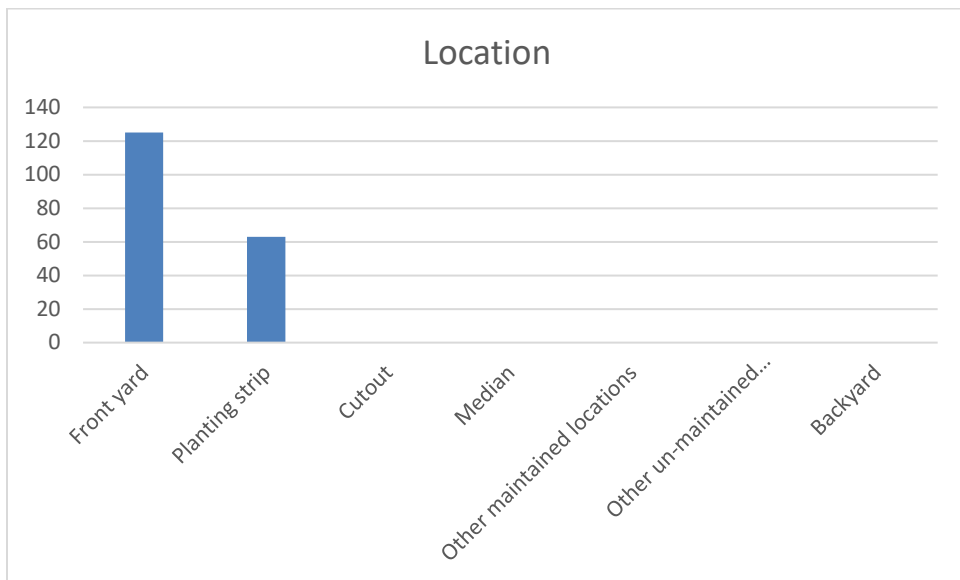 Location
140
120
100
80
60
40
20
0
Front yard
Planting strip
Cutout
Median
Other maintained locations
Other un-maintained...
Backyard